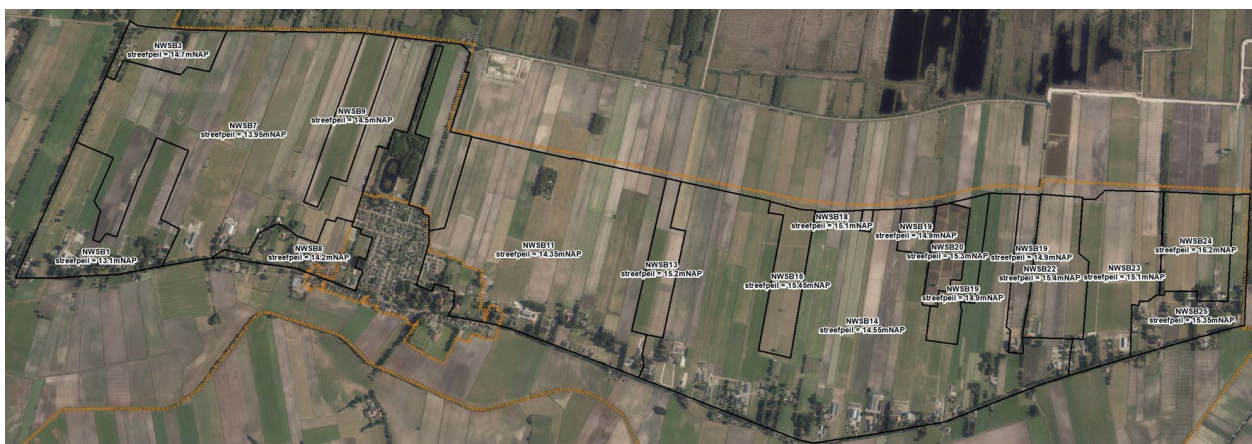 NWSB3
streefpeil = 14.7mNAP
NWSB7
streefpeil = 13.95mNAP
NWSB9
streefpeil = 14.5mNAP
NWSB1
streefpeil = 13.1mNAP
NWSB8
streefpeil = 14.2mNAP
NWSB11
streefpeil = 14.35mNAP
NWSB13
streefpeil = 15.2mNAP
NWSB16
streefpeil = 15.45mNAP
NWSB18
streefpeil = 15.1mNAP
NWSB14
streefpeil = 14.55mNAP
NWSB19
streefpeil = 14.9mNAP
NWSB20
streefpeil = 15.3mNAP
NWSB19
streefpeil = 14.9mNAP
NWSB19
streefpeil = 14.9mNAP
NWSB22
streefpeil = 15.4mNAP
NWSB23
streefpeil = 15.1mNAP
NWSB24
streefpeil = 16.2mNAP
NWSB25
streefpeil = 15.35mNAP